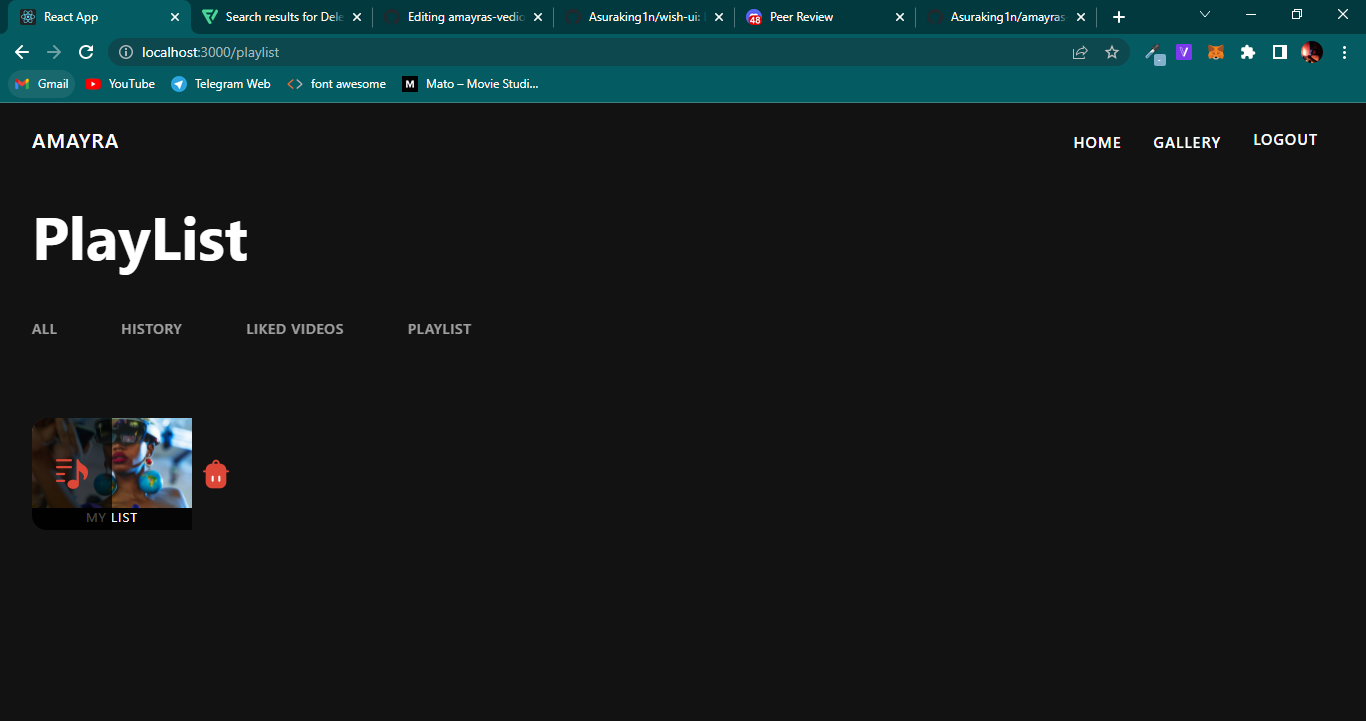 React App
Search results for Dele
Editing amayras-vedio
Asuraking1n/wish-ui:
48
Peer Review
Asuraking1n/amayras
localhost:3000/playlist
V
Gmail
YouTube
Telegram Web
font awesome
M
Mato – Movie Studi...
AMAYRA
HOME
GALLERY
LOGOUT
PlayList
ALL
HISTORY
LIKED VIDEOS
PLAYLIST
MY LIST